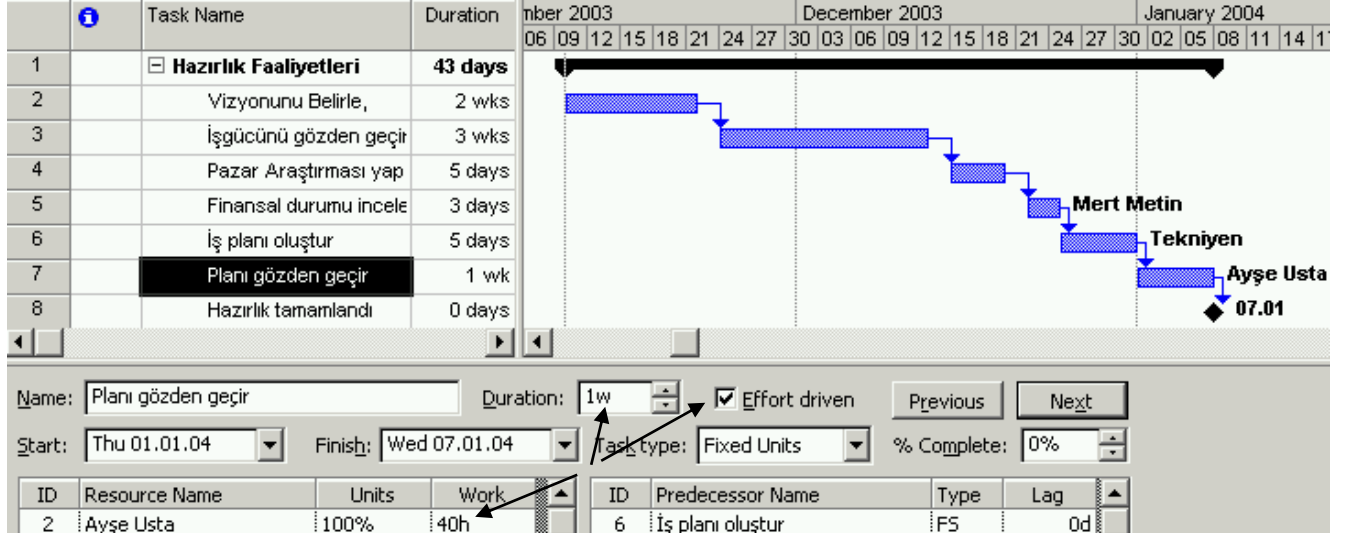 Task Name Duration mber 2003 December 2003 January 2004
06 09 12 15 18 21 24 27 30 03 06 09 12 15 18 21 24 27 30 02 05 08 11 14
1 Hazırlık Faaliyetleri 43 days
2 Vizyonunu Belirle, 2 wks
3 İşgücünü gözden geçir 3 wks
4 Pazar Araştırması yap 5 days
5 Finansal durumu incele 3 days Mert Metin
6 İş planı oluştur 5 days Tekniyen
7 Planı gözden geçir 1 wk Ayşe Usta
8 Hazırlık tamamlandı 0 days 07.01
Name: Planı gözden geçir Duration: 1w Effort driven Previous Next
Start: Thu 01.01.04 Finish: Wed 07.01.04 Task type: Fixed Units % Complete: 0%
ID Resource Name Units Work ID Predecessor Name Type Lag
2 Ayşe Usta 100% 40h 6 İş planı oluştur FS 0d